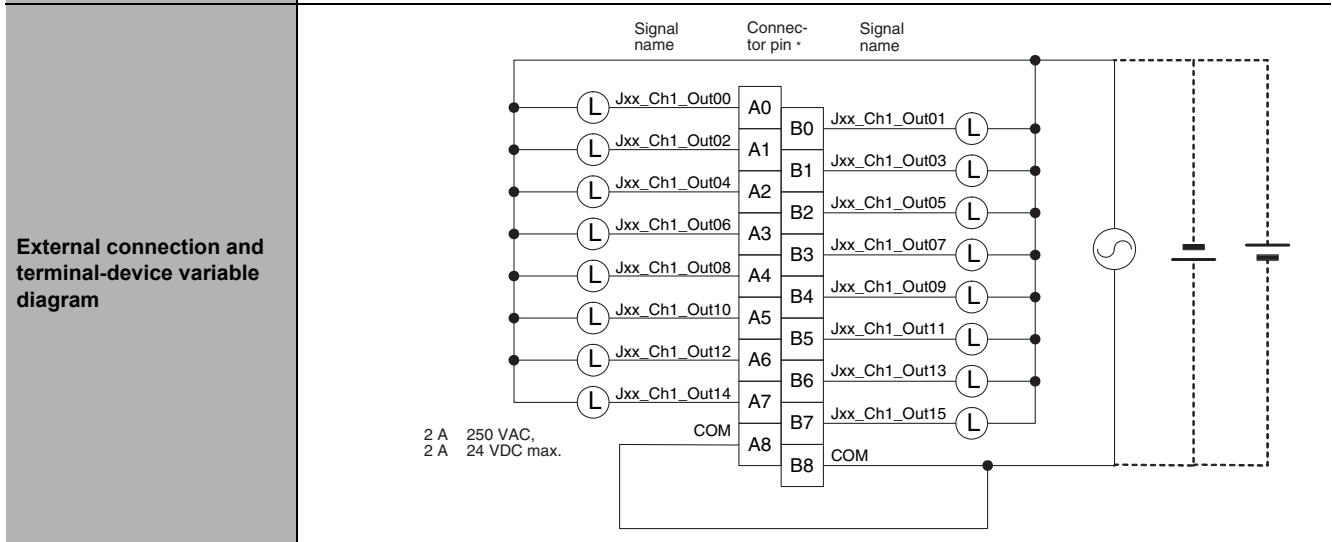 Signal
name
Connec-
tor pin *
Signal
name
External connection and
terminal-device variable
diagram
L Jxx_Ch1_Out00 A0
B0 Jxx_Ch1_Out01 L
L Jxx_Ch1_Out02 A1
B1 Jxx_Ch1_Out03 L
L Jxx_Ch1_Out04 A2
B2 Jxx_Ch1_Out05 L
L Jxx_Ch1_Out06 A3
B3 Jxx_Ch1_Out07 L
L Jxx_Ch1_Out08 A4
B4 Jxx_Ch1_Out09 L
L Jxx_Ch1_Out10 A5
B5 Jxx_Ch1_Out11 L
L Jxx_Ch1_Out12 A6
B6 Jxx_Ch1_Out13 L
L Jxx_Ch1_Out14 A7
B7 Jxx_Ch1_Out15 L
COM A8
B8 COM
2 A 250 VAC,
2 A 24 VDC max.